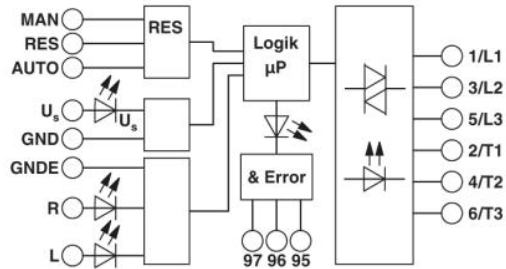 MAN
RES
AUTO
RES
Us
Us
GND
GNDE
R
L
Logik
µP
& Error
97 96 95
1/L1
3/L2
5/L3
2/T1
4/T2
6/T3